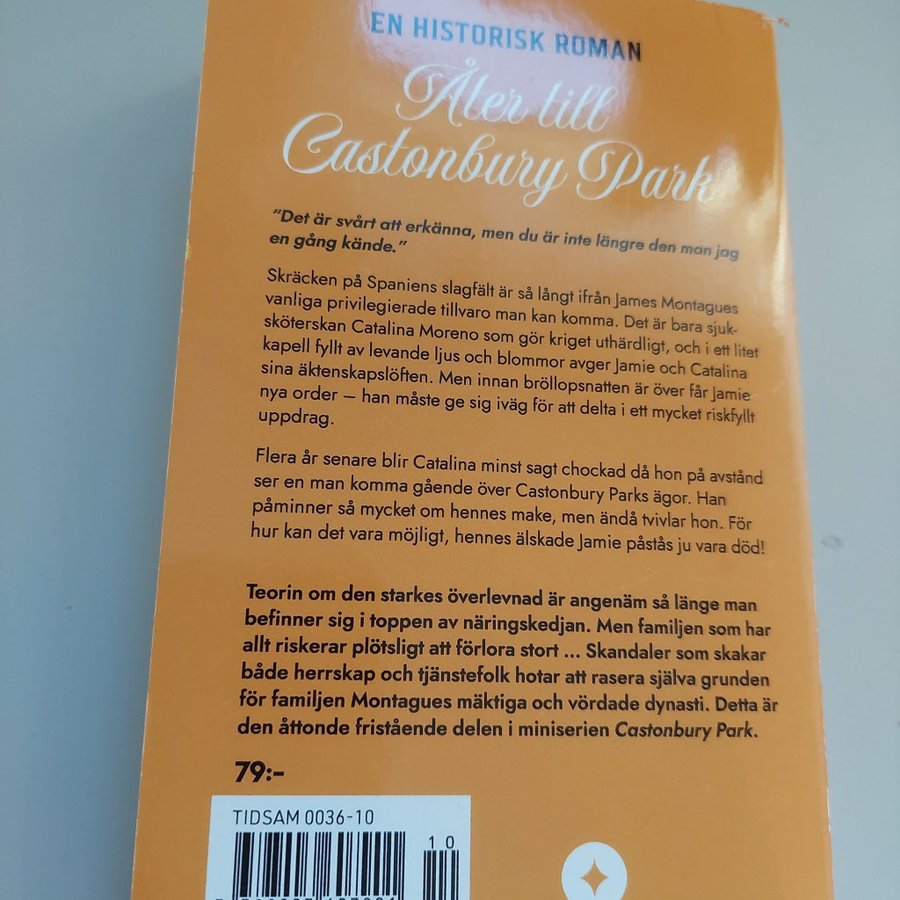 EN HISTORISK ROMAN
Åter till
Castonbury Park
”Det är svårt att erkänna, men du är inte längre den man jag
en gång kände.”
Skräcken på Spaniens slagfält är så långt ifrån James Montagues
vanliga privilegierade tillvaro man kan komma. Det är bara sjuk-
sköterskan Catalina Moreno som gör kriget uthärdligt, och i ett litet
kapell fyllt av levande ljus och blommor avger Jamie och Catalina
sina äktenskapslöften. Men innan bröllopsnatten är över får Jamie
nya order – han måste ge sig iväg för att delta i ett mycket riskfyllt
uppdrag.
Flera år senare blir Catalina minst sagt chockad då hon på avstånd
ser en man komma gående över Castonbury Parks ägor. Han
påminner så mycket om hennes make, men ändå tvivlar hon. För
hur kan det vara möjligt, hennes älskade Jamie påstås ju vara död!
Teorin om den starkes överlevnad är angenäm så länge man
befinner sig i toppen av näringskedjan. Men familjen som har
allt riskerar plötsligt att förlora stort ... Skandaler som skakar
både herrskap och tjänstefolk hotar att rasera själva grunden
för familjen Montagues mäktiga och vördade dynasti. Detta är
den åttonde fristående delen i miniserien Castonbury Park.
79:-
TIDSAM 0036-10
10